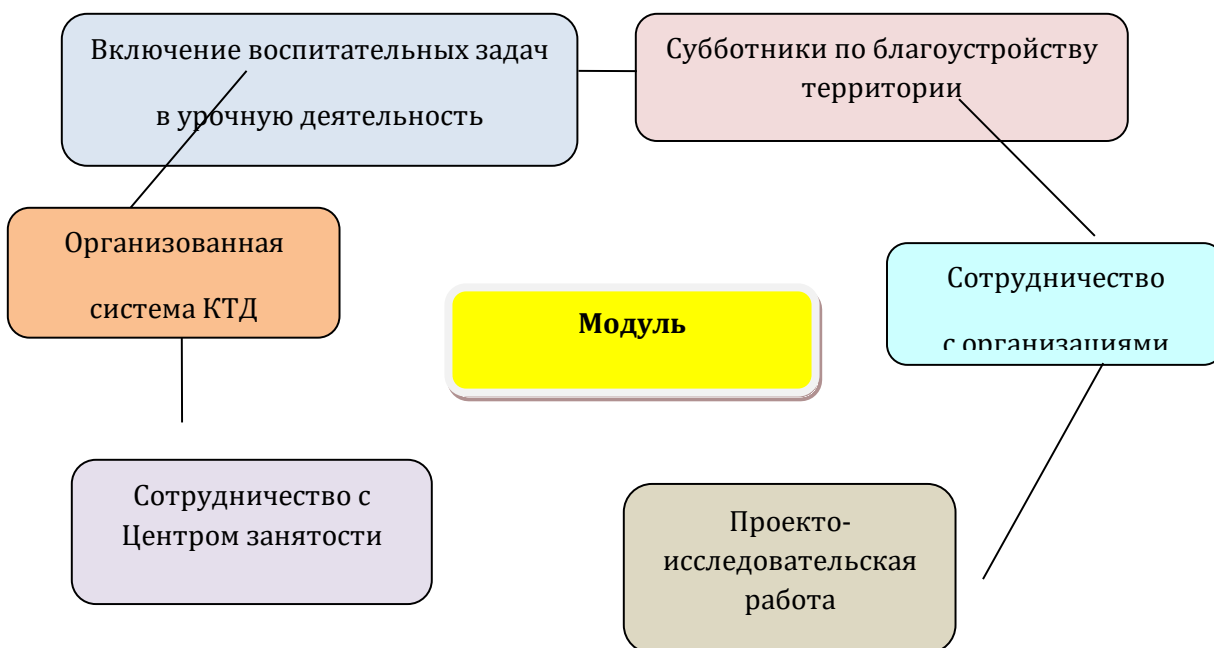 Включение воспитательных задач
в урочную деятельность
Субботники по благоустройству
территории
Организованная
система КТД
Модуль
Сотрудничество
с организациями
Сотрудничество с
Центром занятости
Проекто-
исследовательская
работа